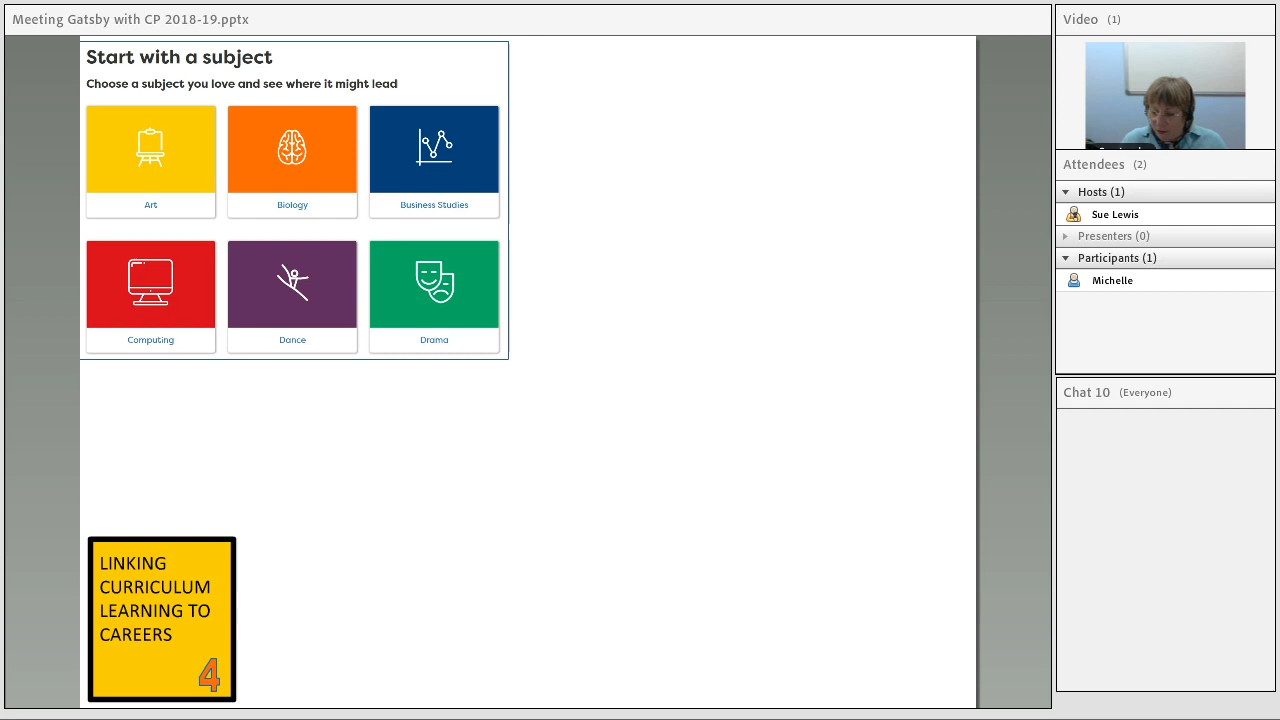 Meeting Gatsby with CP 2018-19.pptx
Start with a subject
Choose a subject you love and see where it might lead
Art
Biology
Business Studies
Computing
Dance
Drama
LINKING
CURRICULUM
LEARNING TO
CAREERS
4
Video (1)
Attendees (2)
Hosts (1)
Sue Lewis
Presenters (0)
Participants (1)
Michelle
Chat 10 (Everyone)